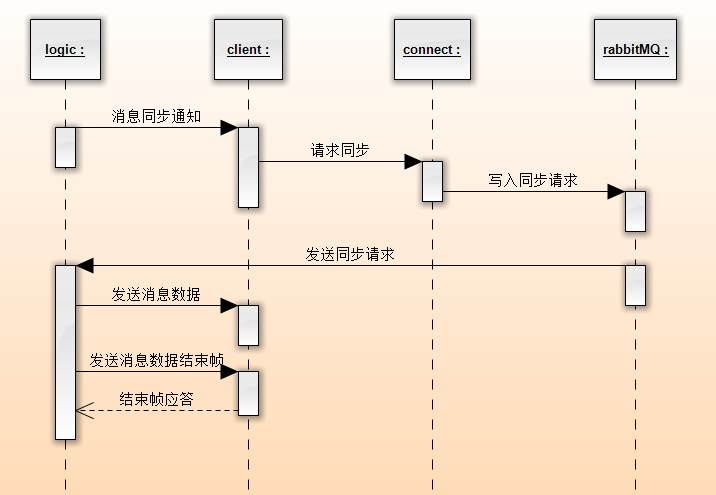 logic :
client :
connect :
rabbitMQ :
消息同步通知
请求同步
写入同步请求
发送同步请求
发送消息数据
发送消息数据结束帧
结束帧应答